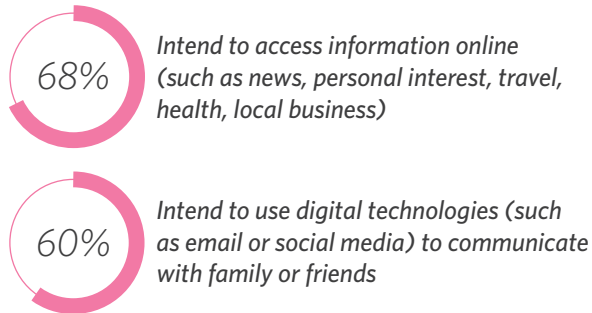 68%
Intend to access information online
(such as news, personal interest, travel,
health, local business)
60%
Intend to use digital technologies (such
as email or social media) to communicate
with family or friends